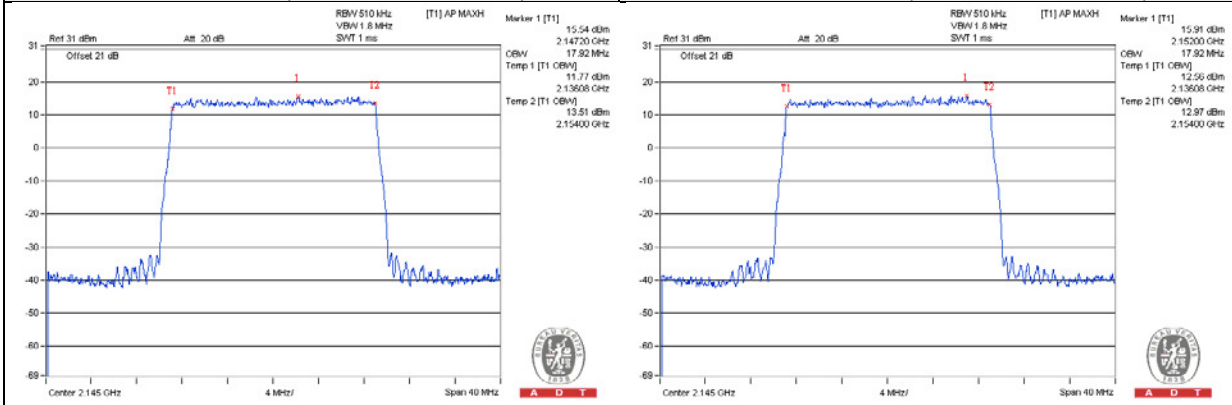 RBW 510 kHz [T1] AP MAXH
VBW 1.8 MHz
SWT 1 ms
Ref 31 dBm Att 20 dB
Offset 21 dB
Marker 1 [T1]
15.54 dBm
2.14720 GHz
OBW 17.92 MHz
Temp 1 [T1 OBW]
11.77 dBm
2.13608 GHz
Temp 2 [T1 OBW]
13.51 dBm
2.15400 GHz
31
20
10
0
-10
-20
-30
-40
-50
-60
-69
T1
1
T2
Center 2.145 GHz 4 MHz/ Span 40 MHz
BUREAU VERITAS
1828
A D T
RBW 510 kHz [T1] AP MAXH
VBW 1.8 MHz
SWT 1 ms
Ref 31 dBm Att 20 dB
Offset 21 dB
Marker 1 [T1]
15.91 dBm
2.15200 GHz
OBW 17.92 MHz
Temp 1 [T1 OBW]
12.56 dBm
2.13608 GHz
Temp 2 [T1 OBW]
12.97 dBm
2.15400 GHz
31
20
10
0
-10
-20
-30
-40
-50
-60
-69
T1
1
T2
Center 2.145 GHz 4 MHz/ Span 40 MHz
BUREAU VERITAS
1828
A D T